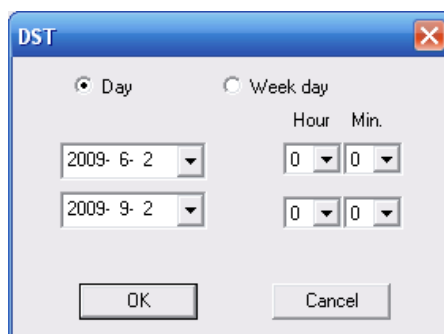 DST
Day Week day
Hour Min.
2009- 6- 2 0 0
2009- 9- 2 0 0
OK Cancel